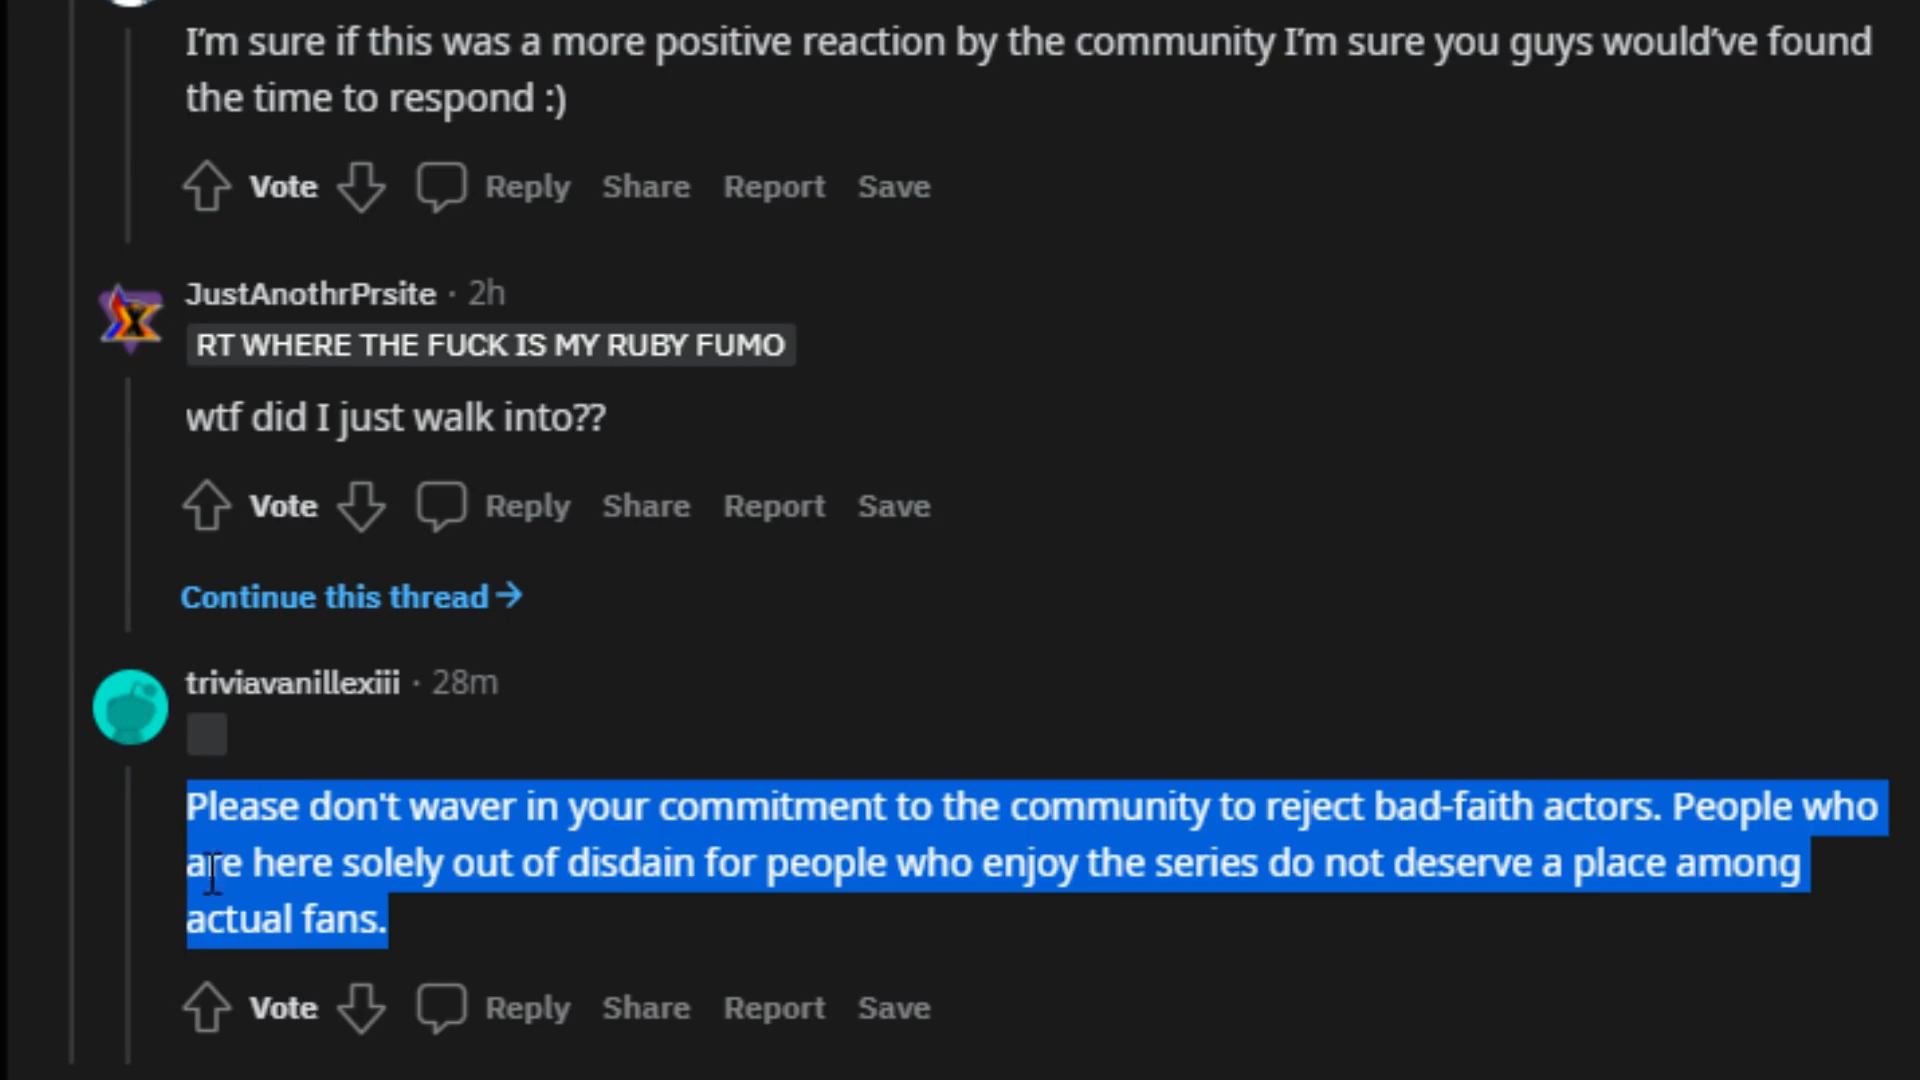 I'm sure if this was a more positive reaction by the community I'm sure you guys would've found
the time to respond :)
Vote Reply Share Report Save
JustAnothrPrsite · 2h
RT WHERE THE FUCK IS MY RUBY FUMO
wtf did I just walk into??
Vote Reply Share Report Save
Continue this thread →
triviavanillexiii · 28m
Please don't waver in your commitment to the community to reject bad-faith actors. People who
are here solely out of disdain for people who enjoy the series do not deserve a place among
actual fans.
Vote Reply Share Report Save